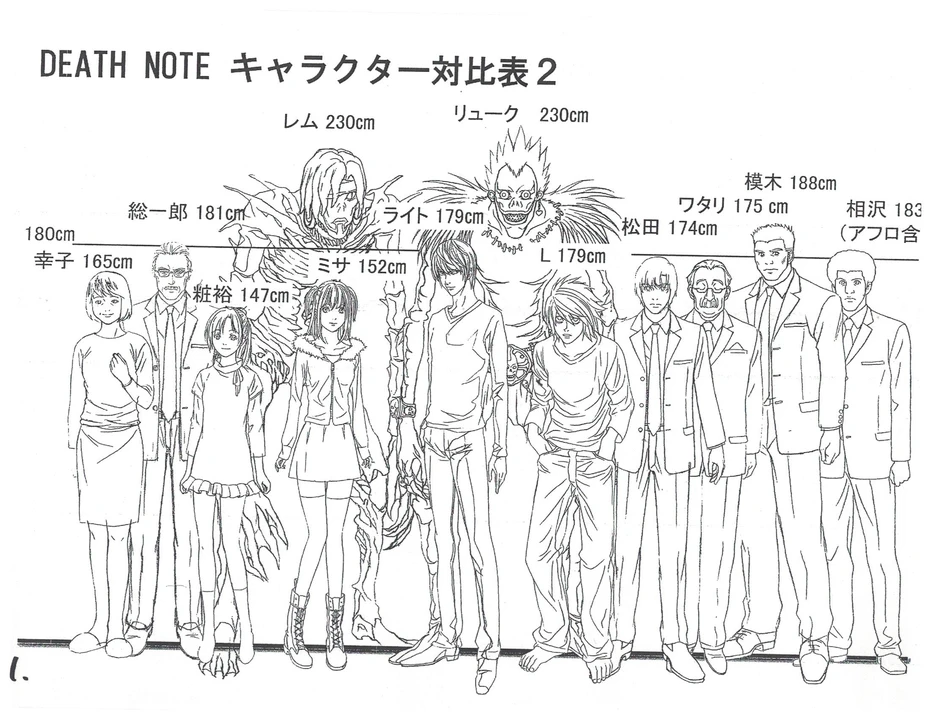 DEATH NOTE キャラクター対比表2
レム 230cm
リューク 230cm
模木 188cm
総一郎 181cm
ライト 179cm
ワタリ 175 cm
相沢 183
180cm
松田 174cm
(アフロ含
幸子 165cm
ミサ 152cm
L 179cm
粧裕 147cm
1.